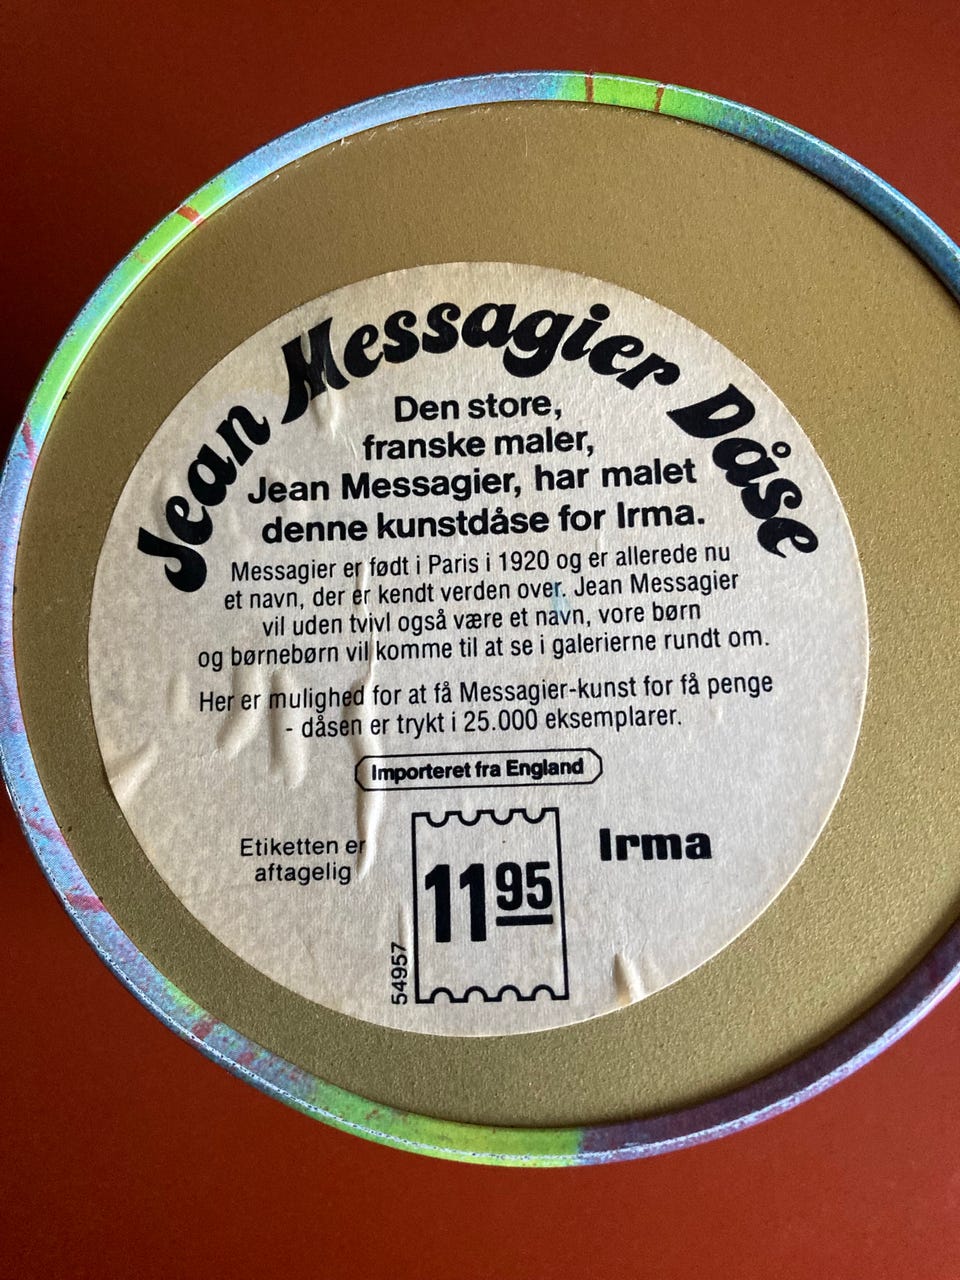 Jean Messagier Dåse
Den store,
franske maler,
Jean Messagier, har malet
denne kunstdåse for Irma.
Messagier er født i Paris i 1920 og er allerede nu
et navn, der er kendt verden over. Jean Messagier
vil uden tvivl også være et navn, vore børn
og børnebørn vil komme til at se i galerierne rundt om.
Her er mulighed for at få Messagier-kunst for få penge
- dåsen er trykt i 25.000 eksemplarer.
Importeret fra England
Etiketten er
aftagelig
11 95
Irma
54957